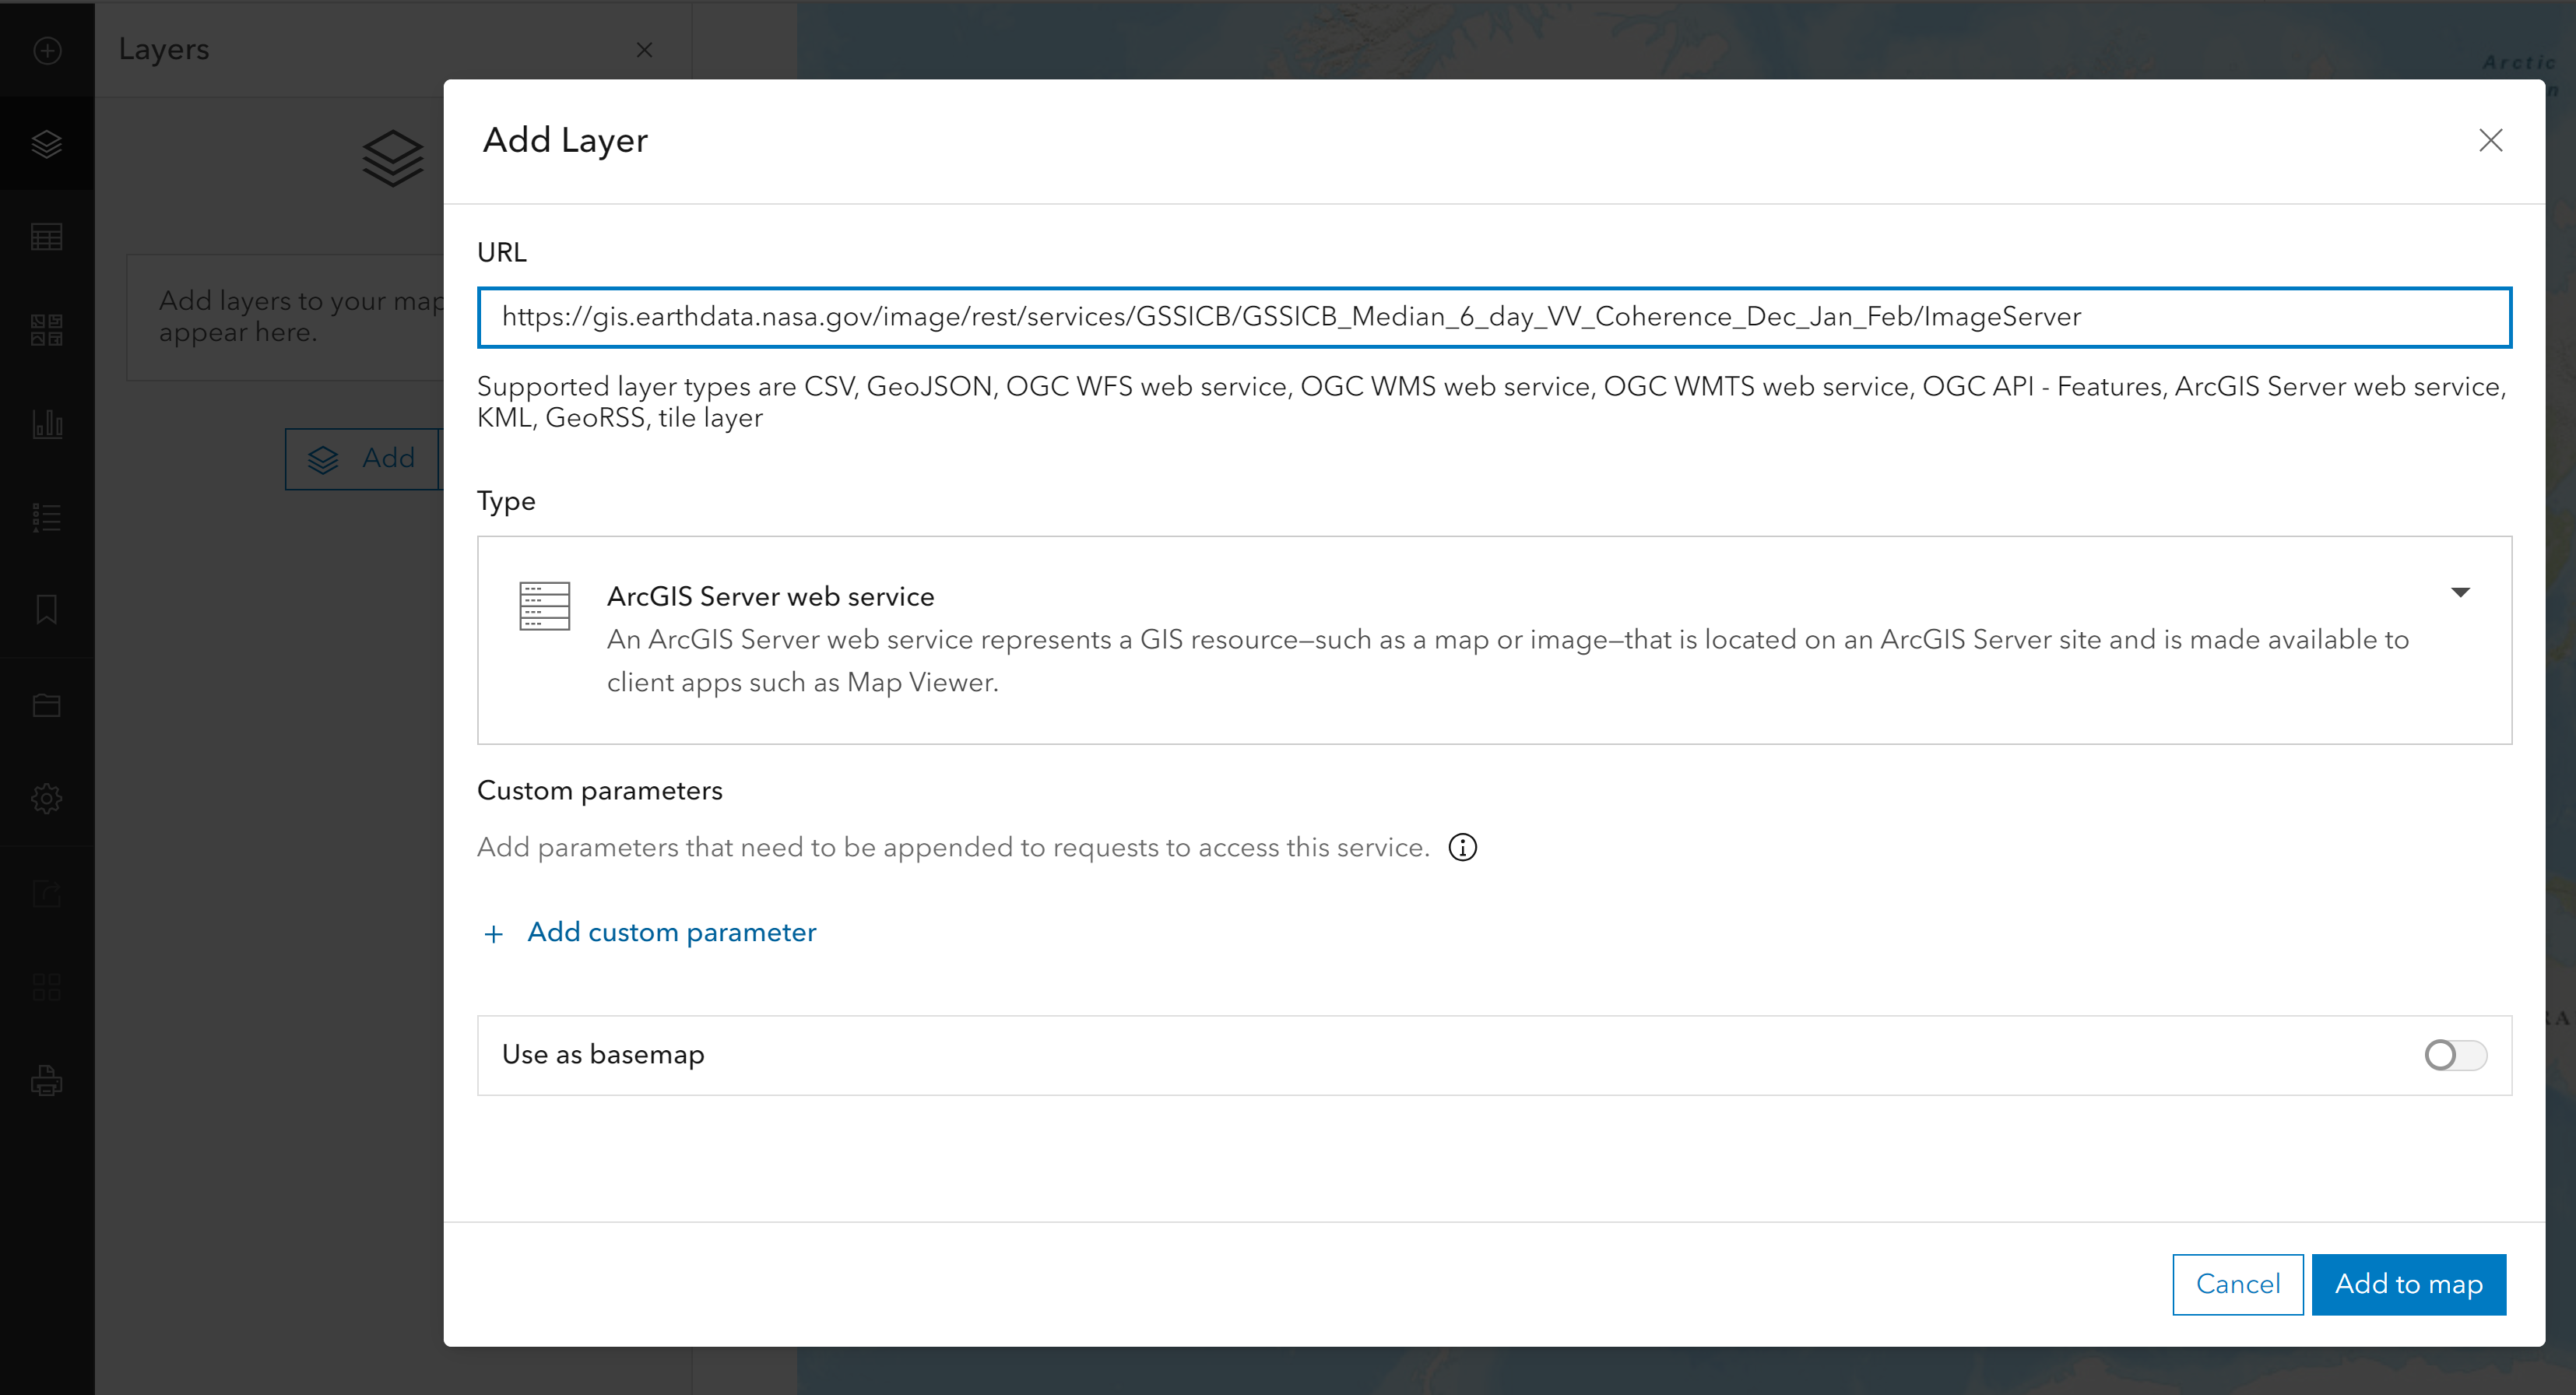 Layers
Arctic
Add Layer
URL
https://gis.earthdata.nasa.gov/image/rest/services/GSSICB/GSSICB_Median_6_day_VV_Coherence_Dec_Jan_Feb/ImageServer
Supported layer types are CSV, GeoJSON, OGC WFS web service, OGC WMS web service, OGC WMTS web service, OGC API - Features, ArcGIS Server web service,
KML, GeoRSS, tile layer
Add layers to your map
appear here.
Add
Type
ArcGIS Server web service
An ArcGIS Server web service represents a GIS resource—such as a map or image—that is located on an ArcGIS Server site and is made available to
client apps such as Map Viewer.
Custom parameters
Add parameters that need to be appended to requests to access this service.
+ Add custom parameter
Use as basemap
Cancel
Add to map